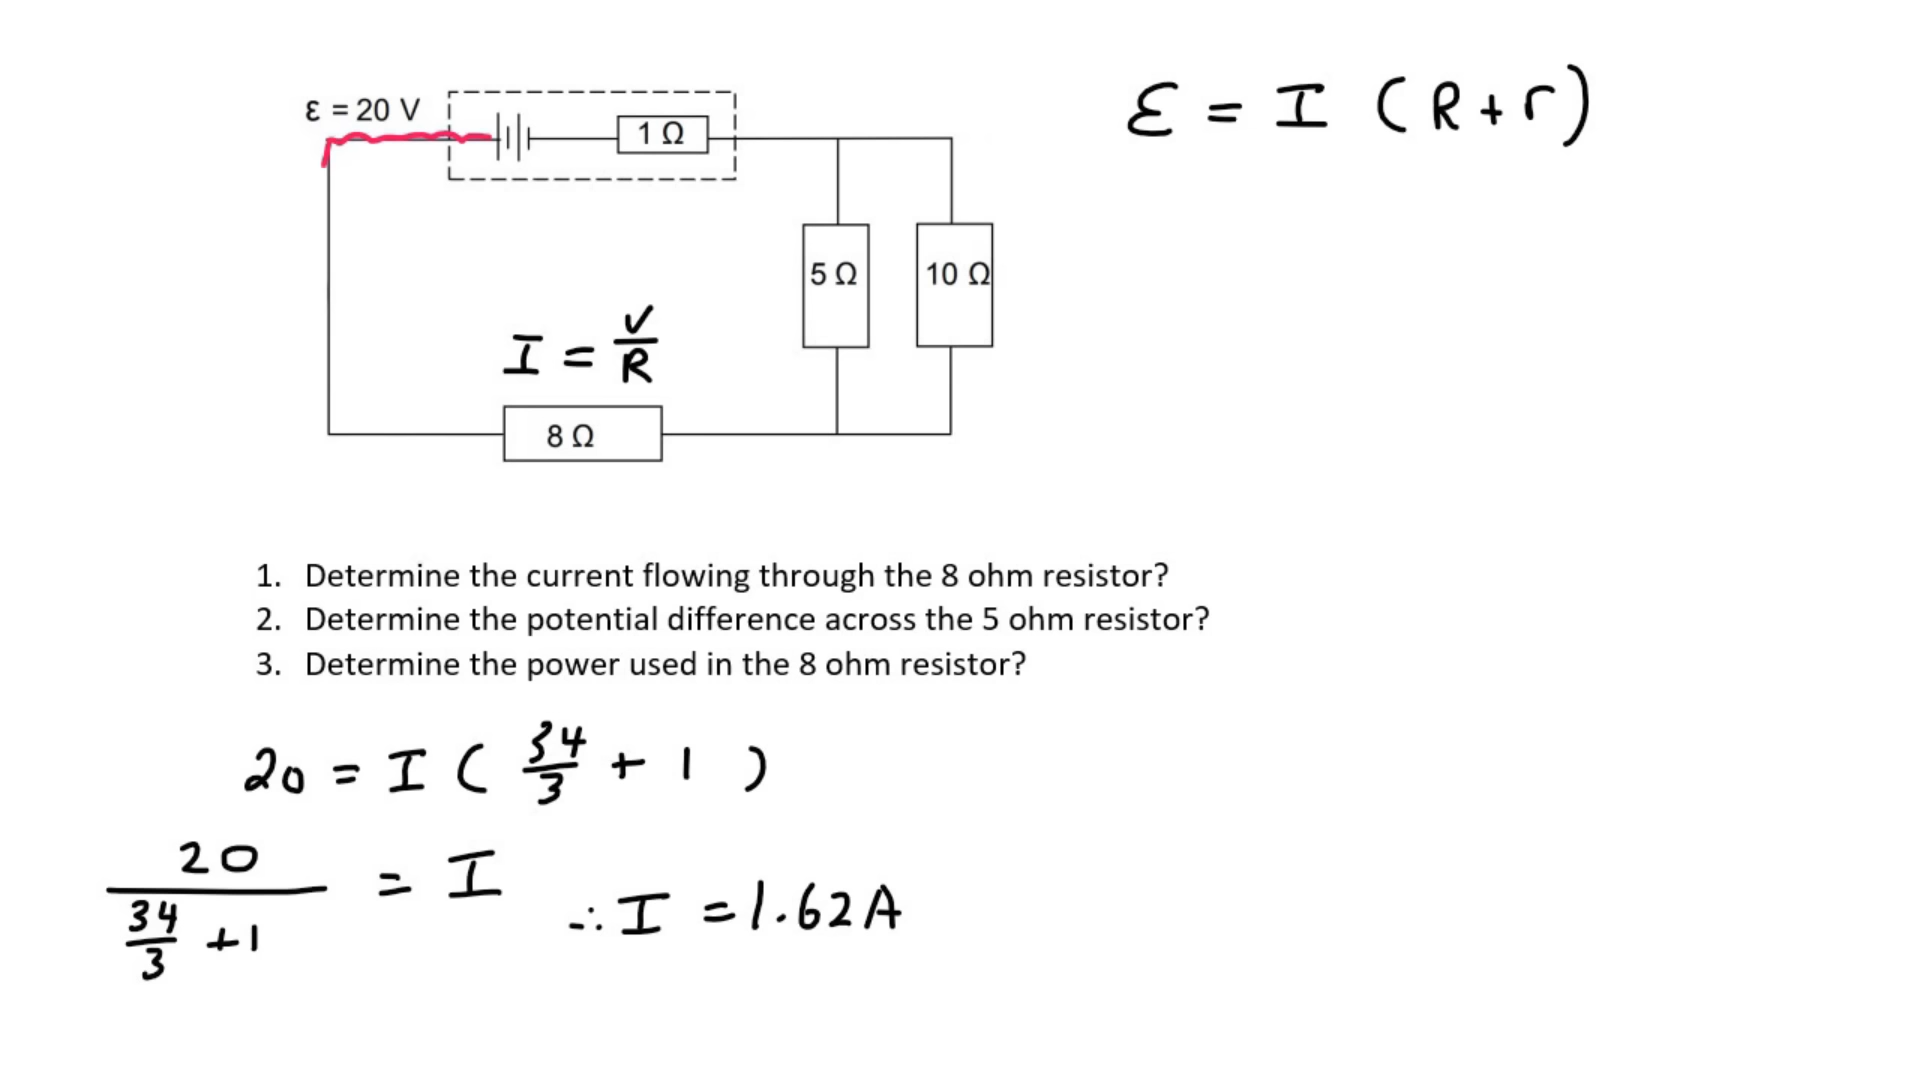 ε = 20 V
1 Ω
ε = I (R+r)
5 Ω
10 Ω
I = V/R
8 Ω
1. Determine the current flowing through the 8 ohm resistor?
2. Determine the potential difference across the 5 ohm resistor?
3. Determine the power used in the 8 ohm resistor?
20 = I ( 34/3 + 1 )
20 / (34/3 + 1) = I ∴ I = 1.62A